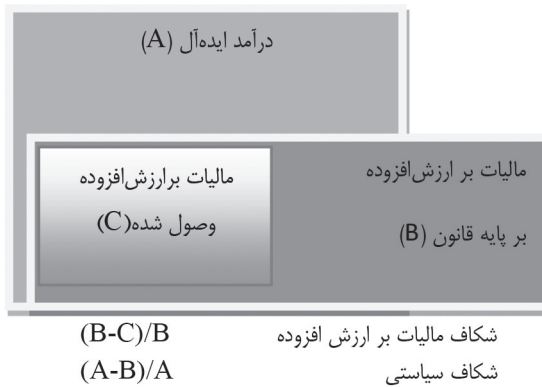 درآمد ایده‌آل (A)
مالیات بر ارزش‌افزوده
بر پایه قانون (B)
مالیات برارزش‌افزوده
وصول شده(C)
شکاف مالیات بر ارزش افزوده (B-C)/B
شکاف سیاستی (A-B)/A